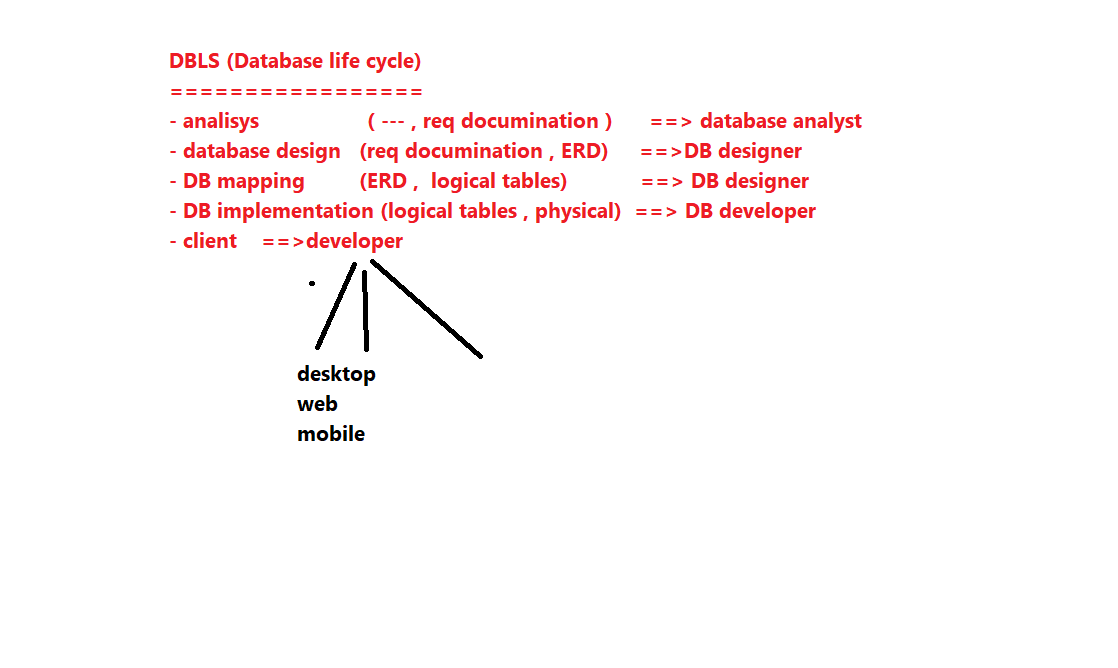 DBLS (Database life cycle)
=================
- analisys ( --- , req documination ) ==> database analyst
- database design (req documination , ERD) ==>DB designer
- DB mapping (ERD , logical tables) ==> DB designer
- DB implementation (logical tables , physical) ==> DB developer
- client ==>developer
desktop
web
mobile